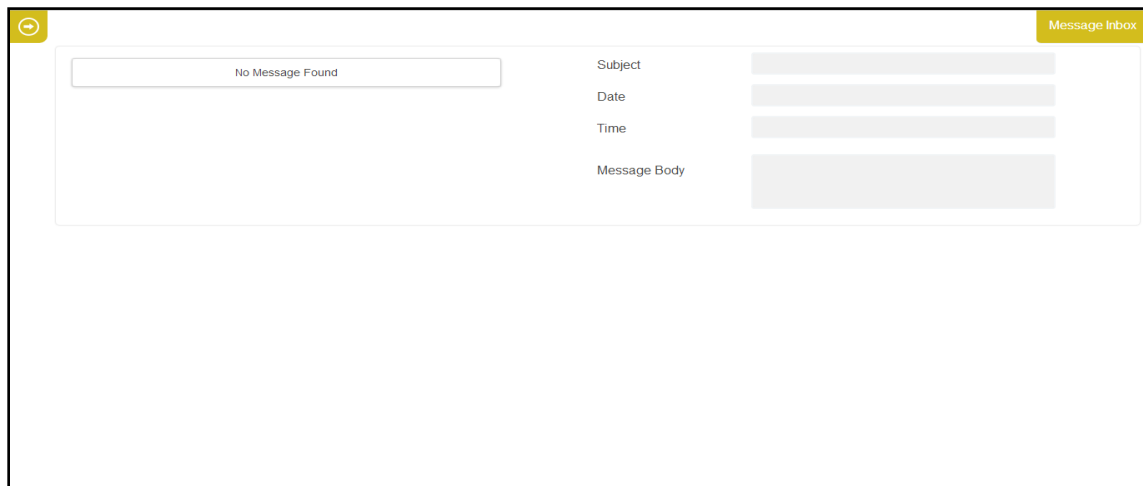 Message Inbox
No Message Found
Subject
Date
Time
Message Body